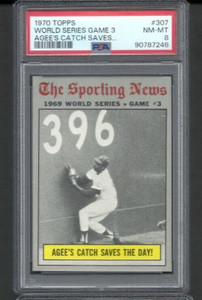 1970 TOPPS #307
WORLD SERIES GAME 3 NM-MT
AGEE'S CATCH SAVES... 8
PSA 90787246
The Sporting News
1969 WORLD SERIES • GAME #3
396
AGEE'S CATCH SAVES THE DAY!